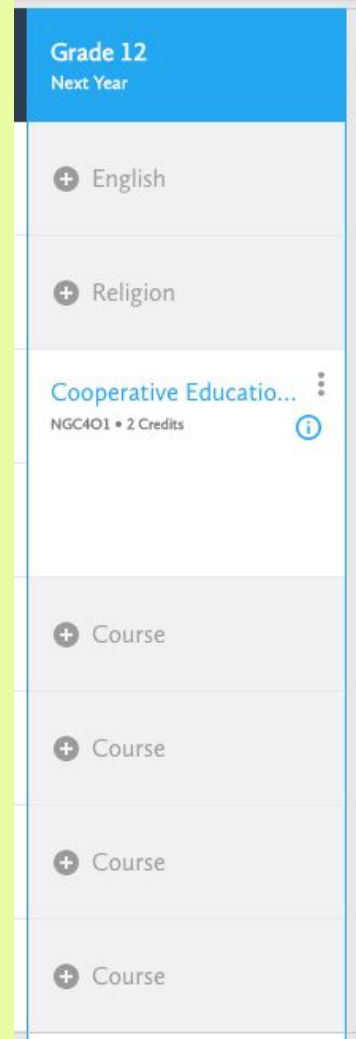 Grade 12
Next Year
English
Religion
Cooperative Educatio...
NGC4O1 • 2 Credits
Course
Course
Course
Course